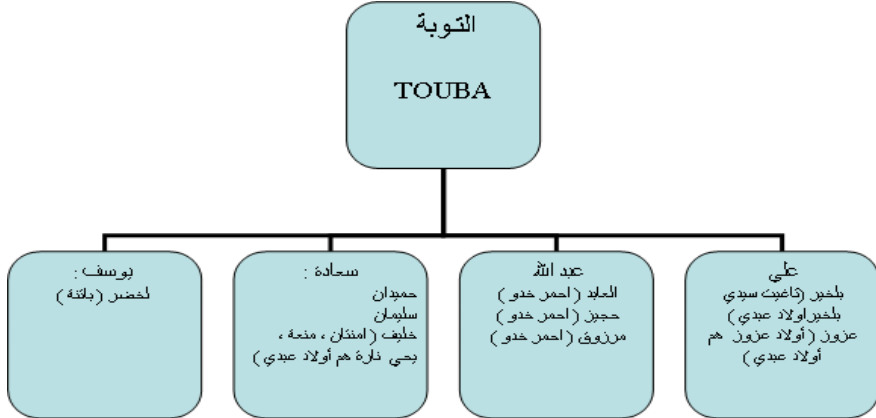 التوبة
TOUBA
علي
بلخير (تاغيت سيدي
بلخير اولاد عبدي)
عزوز (أولاد عزوز هم
أولاد عبدي)
عبد الله
العابد (احمر خدو)
حجيز (احمر خدو)
مرزوق (احمر خدو)
سعادة :
حميدان
سليمان
خليف (امنتان ، منعة ،
يحي نارة هم أولاد عبدي)
يوسف :
لخضر (باتنة)